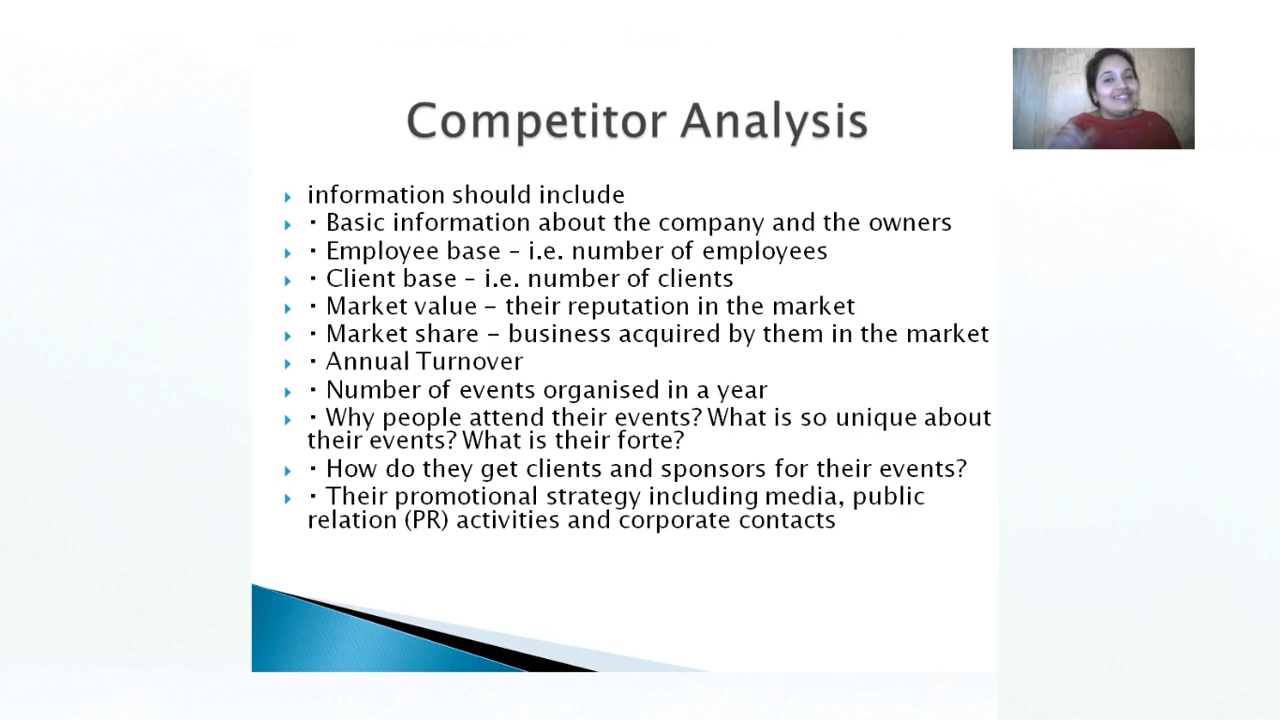 Competitor Analysis
information should include
· Basic information about the company and the owners
· Employee base – i.e. number of employees
· Client base – i.e. number of clients
· Market value – their reputation in the market
· Market share – business acquired by them in the market
· Annual Turnover
· Number of events organised in a year
· Why people attend their events? What is so unique about
their events? What is their forte?
· How do they get clients and sponsors for their events?
· Their promotional strategy including media, public
relation (PR) activities and corporate contacts